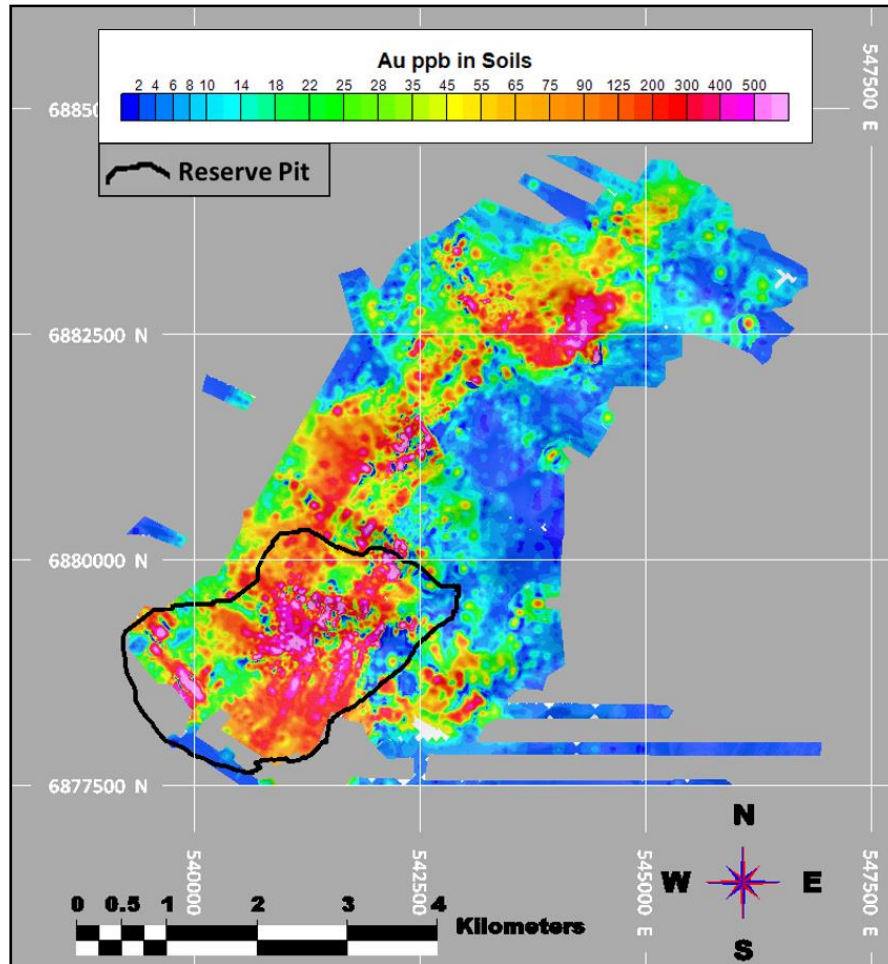 Au ppb in Soils
2 4 6 8 10 14 18 22 25 28 45 55 65 75 90 125 200 300 400 500
547500 E
Reserve Pit
6882500 N
6880000 N
6877500 N
540000
542500
545000 E
547500 E
N
W E
S
0 0.5 1 2 3 4
Kilometers